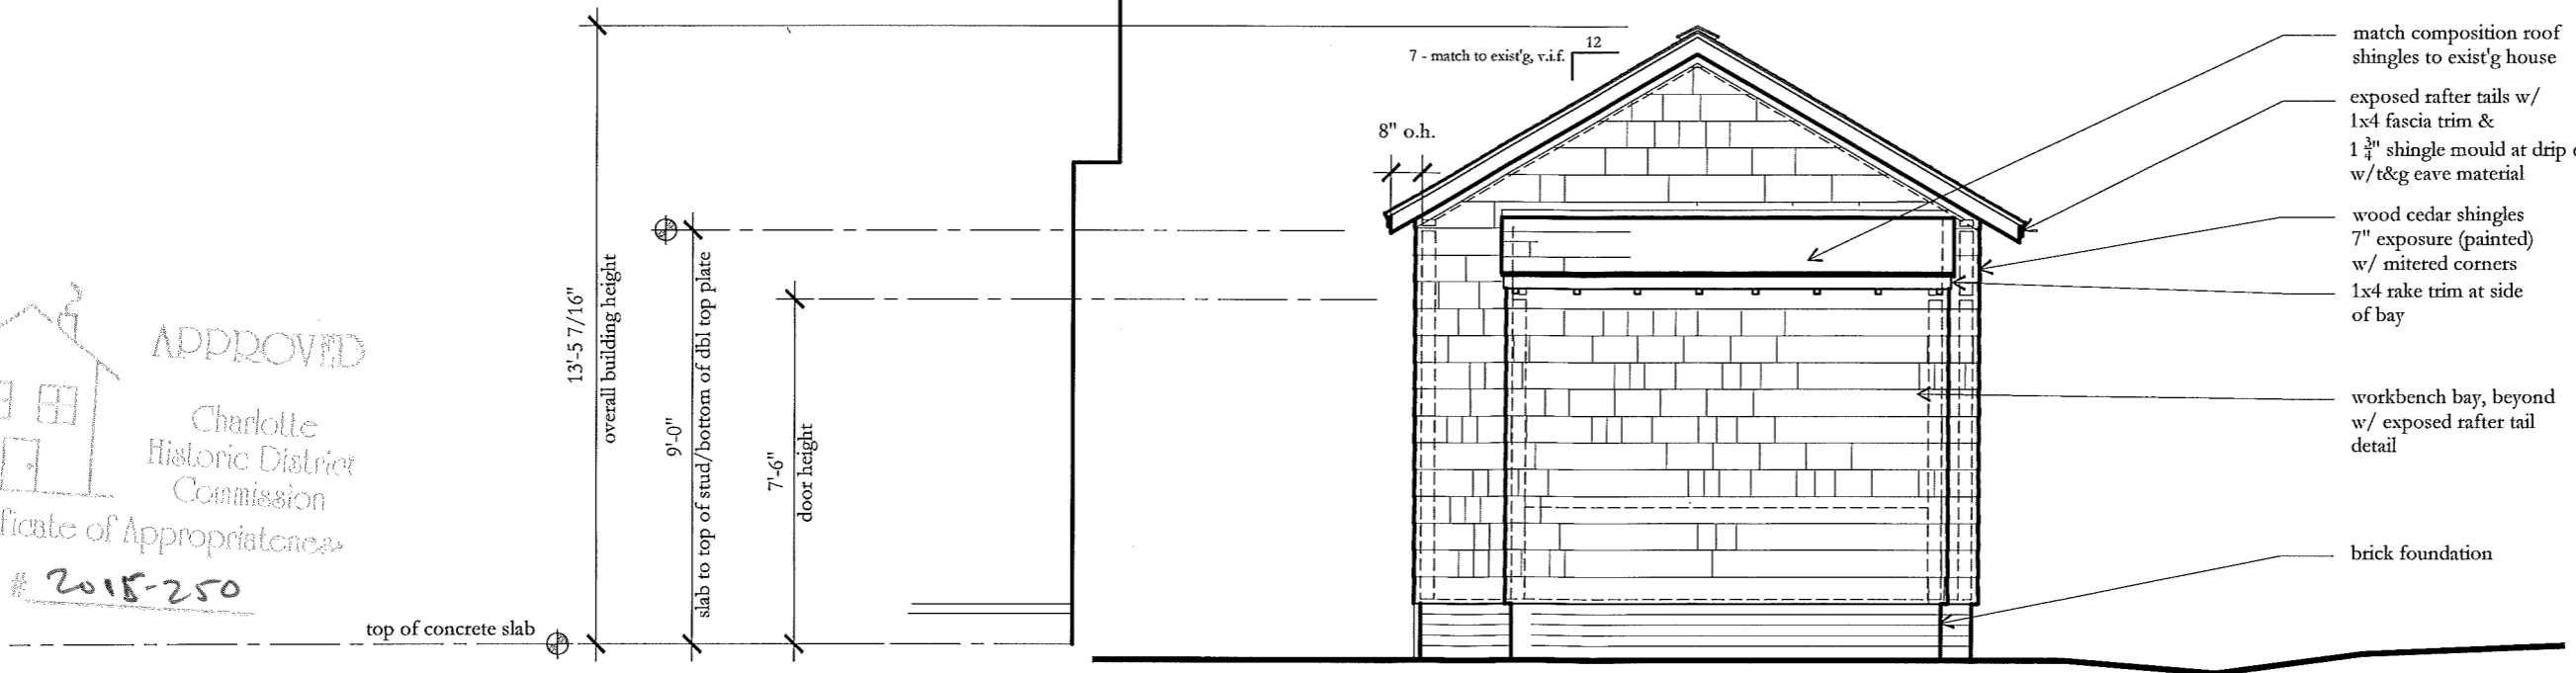 match composition roof
shingles to exist'g house
12
7 - match to exist'g, v.i.f.
exposed rafter tails w/
1x4 fascia trim &
1 3/4" shingle mould at drip
w/t&g eave material
8" o.h.
wood cedar shingles
7" exposure (painted)
w/ mitered corners
1x4 rake trim at side
of bay
13'-5 7/16"
overall building height
9'-0"
slab to top of stud/bottom of dbl top plate
7'-6"
door height
APPROVED
Charlotte
Historic District
Commission
ficate of Appropriateness
# 2015-250
workbench bay, beyond
w/ exposed rafter tail
detail
brick foundation
top of concrete slab